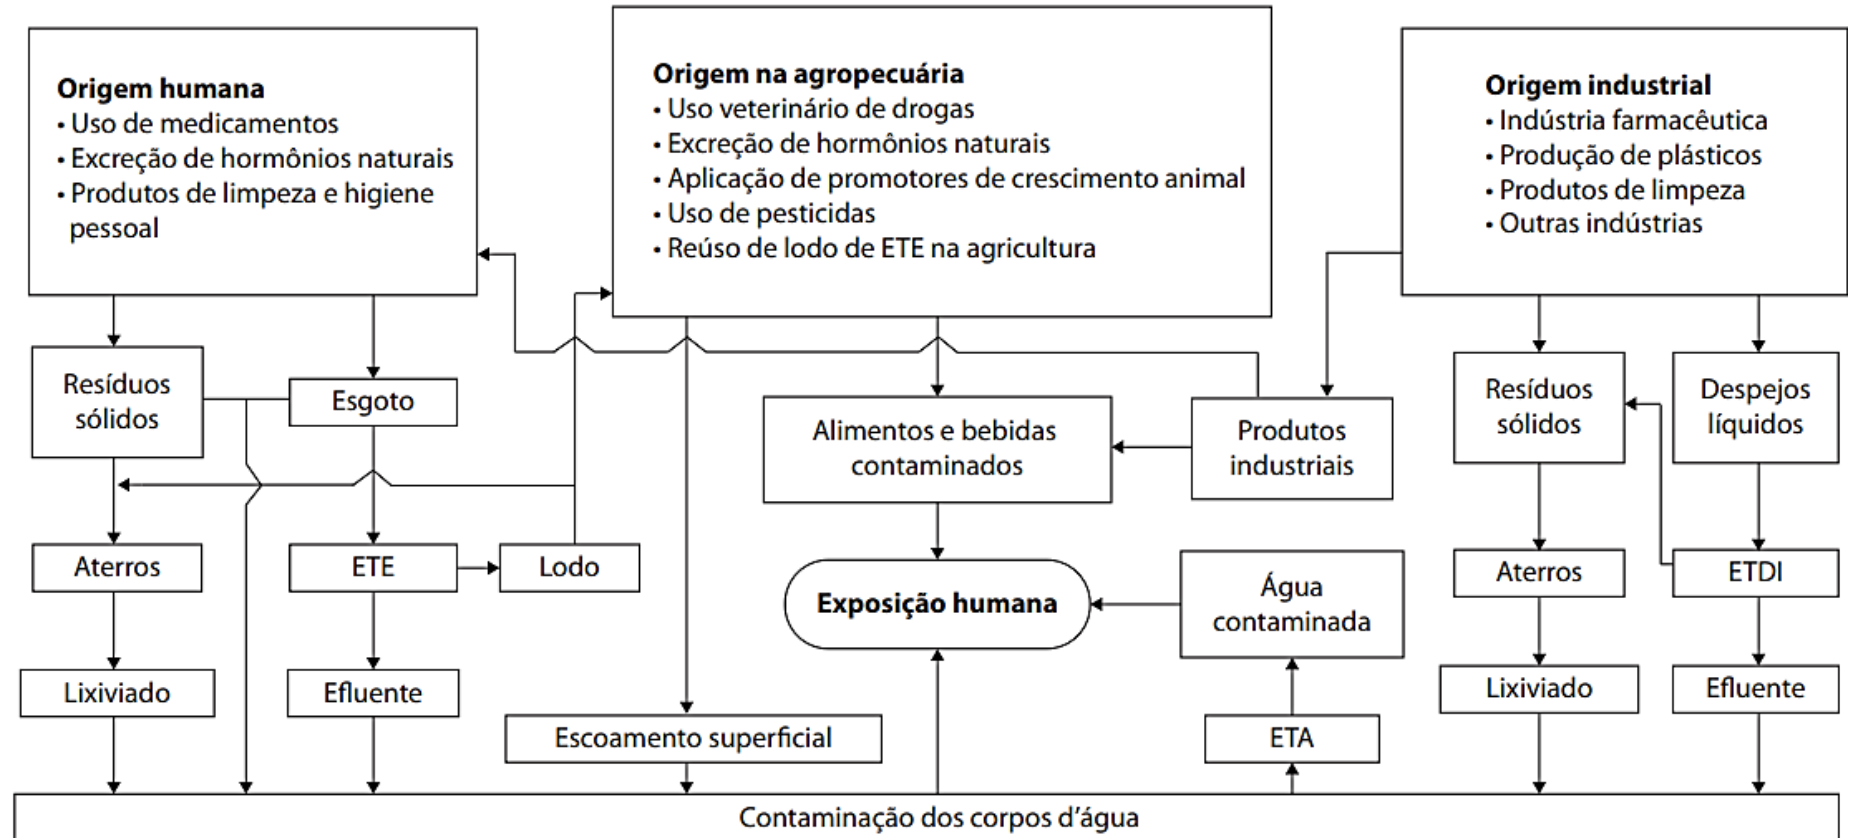 Origem humana
• Uso de medicamentos
• Excreção de hormônios naturais
• Produtos de limpeza e higiene
pessoal
Origem na agropecuária
• Uso veterinário de drogas
• Excreção de hormônios naturais
• Aplicação de promotores de crescimento animal
• Uso de pesticidas
• Reúso de lodo de ETE na agricultura
Origem industrial
• Indústria farmacêutica
• Produção de plásticos
• Produtos de limpeza
• Outras indústrias
Resíduos
sólidos
Esgoto
Alimentos e bebidas
contaminados
Produtos
industriais
Resíduos
sólidos
Despejos
líquidos
Aterros
ETE
Lodo
Exposição humana
Água
contaminada
Aterros
ETDI
Lixiviado
Efluente
Escoamento superficial
ETA
Lixiviado
Efluente
Contaminação dos corpos d’água